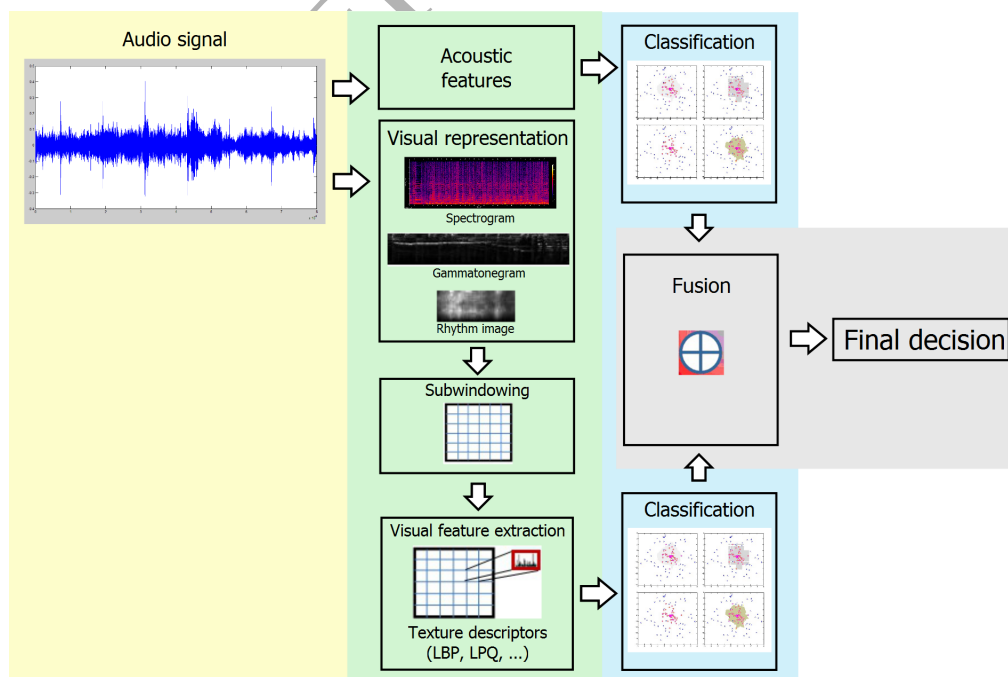 Audio signal
Acoustic
features
Visual representation
Spectrogram
Gammatonegram
Rhythm image
Subwindowing
Visual feature extraction
Texture descriptors
(LBP, LPQ, ...)
Classification
Fusion
Classification
Final decision